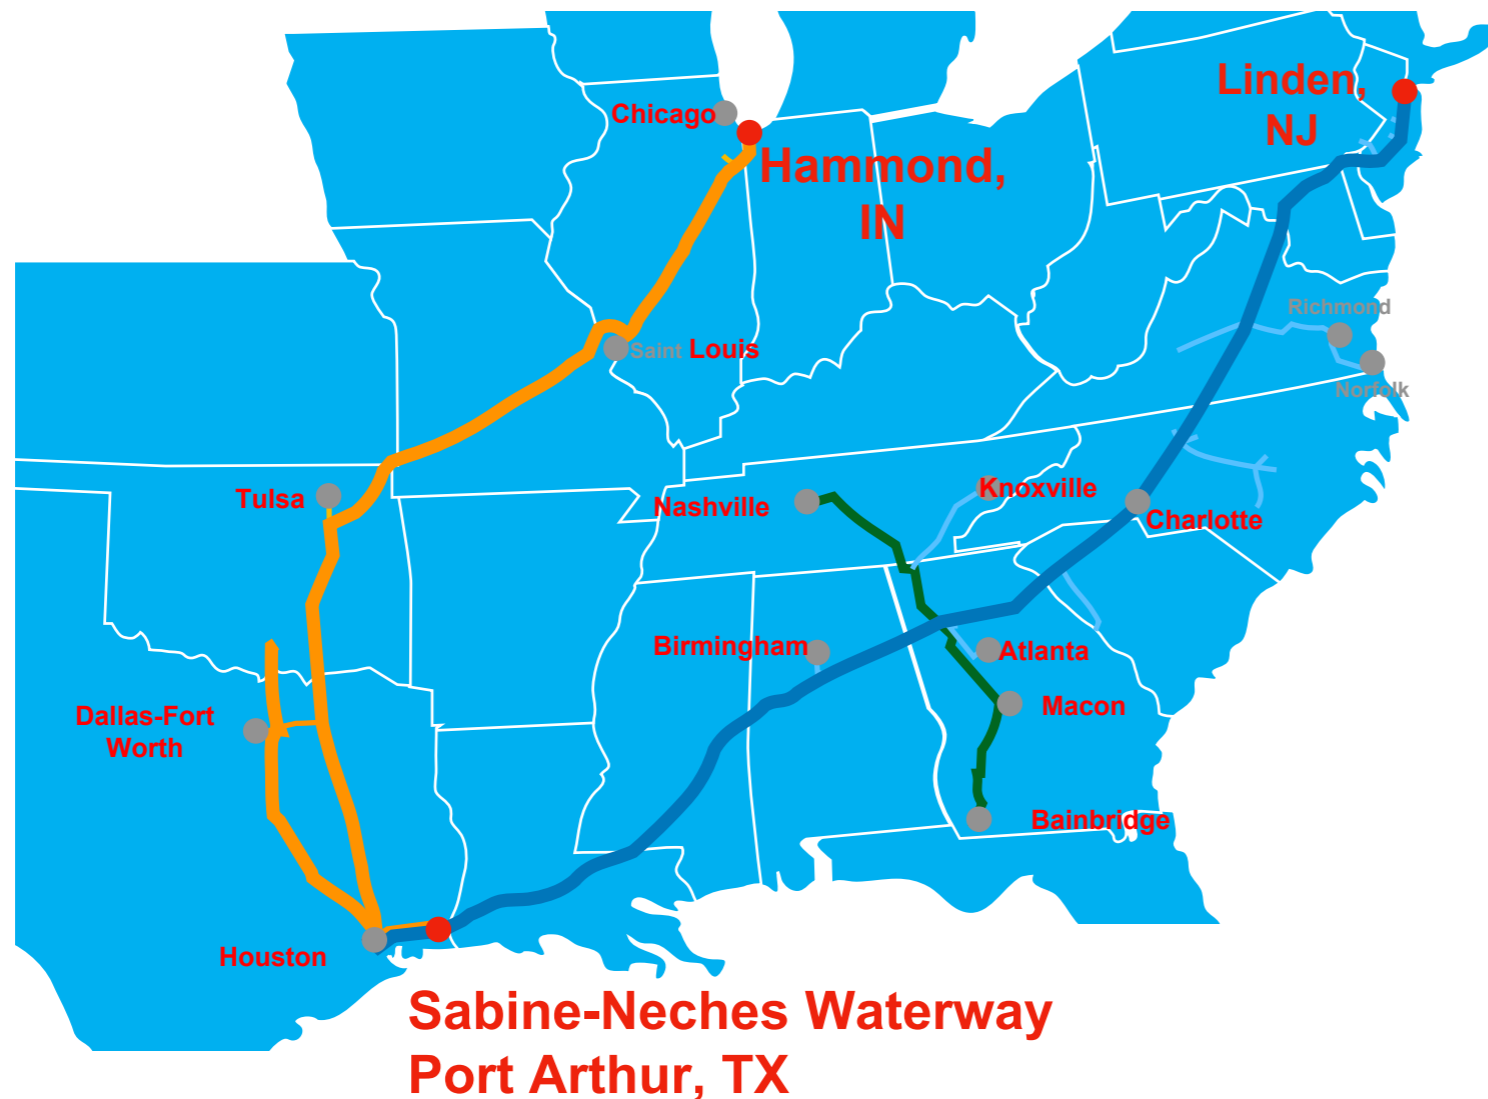 Linden,
NJ
Chicago
Hammond,
IN
Richmond
Saint Louis
Norfolk
Tulsa
Knoxville
Nashville
Charlotte
Birmingham
Atlanta
Macon
Dallas-Fort
Worth
Bainbridge
Houston
Sabine-Neches Waterway
Port Arthur, TX